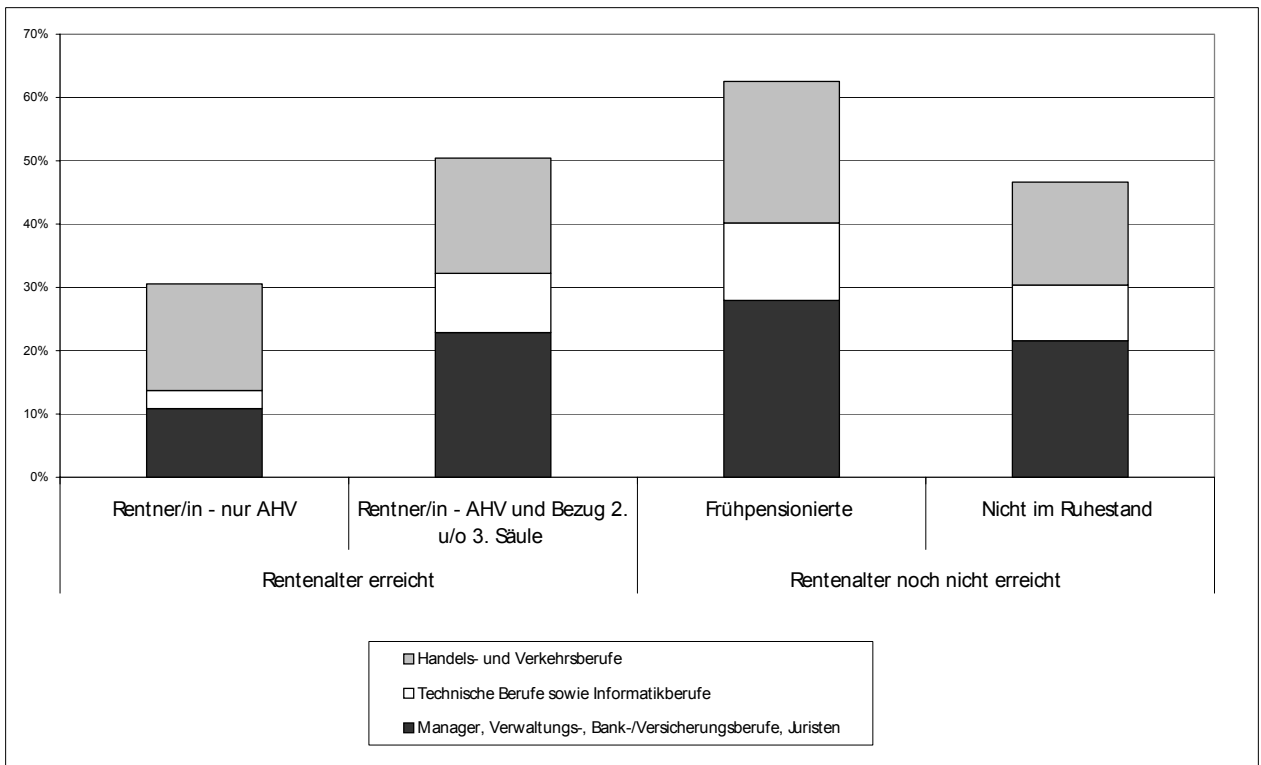 70%
60%
50%
40%
30%
20%
10%
0%
Rentner/in - nur AHV
Rentner/in - AHV und Bezug 2.
u/o 3. Säule
Frühpensionierte
Nicht im Ruhestand
Rentenalter erreicht
Rentenalter noch nicht erreicht
Handels- und Verkehrsberufe
Technische Berufe sowie Informatikberufe
Manager, Verwaltungs-, Bank-/Versicherungsberufe, Juristen